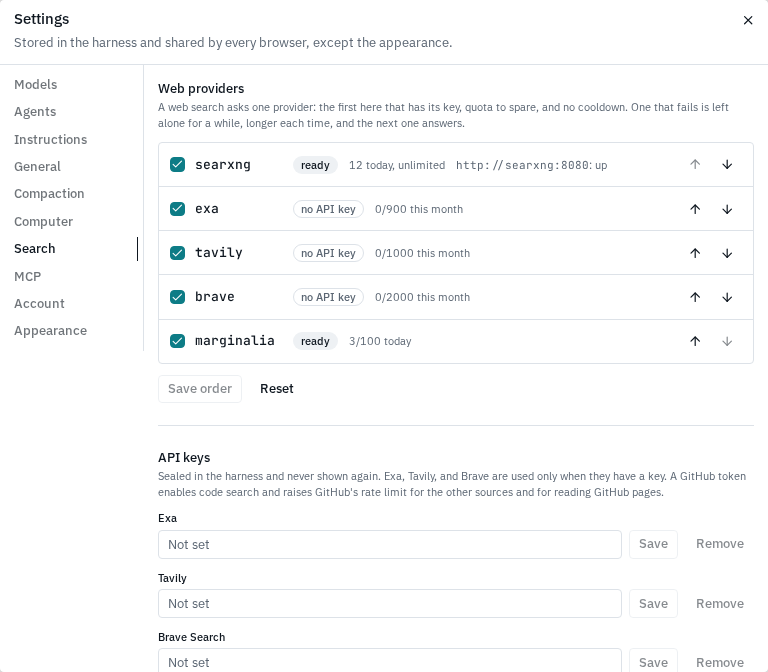 Settings
Stored in the harness and shared by every browser, except the appearance.
Models
Agents
Instructions
General
Compaction
Computer
Search
MCP
Account
Appearance
Web providers
A web search asks one provider: the first here that has its key, quota to spare, and no cooldown. One that fails is left
alone for a while, longer each time, and the next one answers.
searxng ready 12 today, unlimited http://searxng:8080: up
exa no API key 0/900 this month
tavily no API key 0/1000 this month
brave no API key 0/2000 this month
marginalia ready 3/100 today
Save order Reset
API keys
Sealed in the harness and never shown again. Exa, Tavily, and Brave are used only when they have a key. A GitHub token
enables code search and raises GitHub's rate limit for the other sources and for reading GitHub pages.
Exa
Not set Save Remove
Tavily
Not set Save Remove
Brave Search
Not set Save Remove